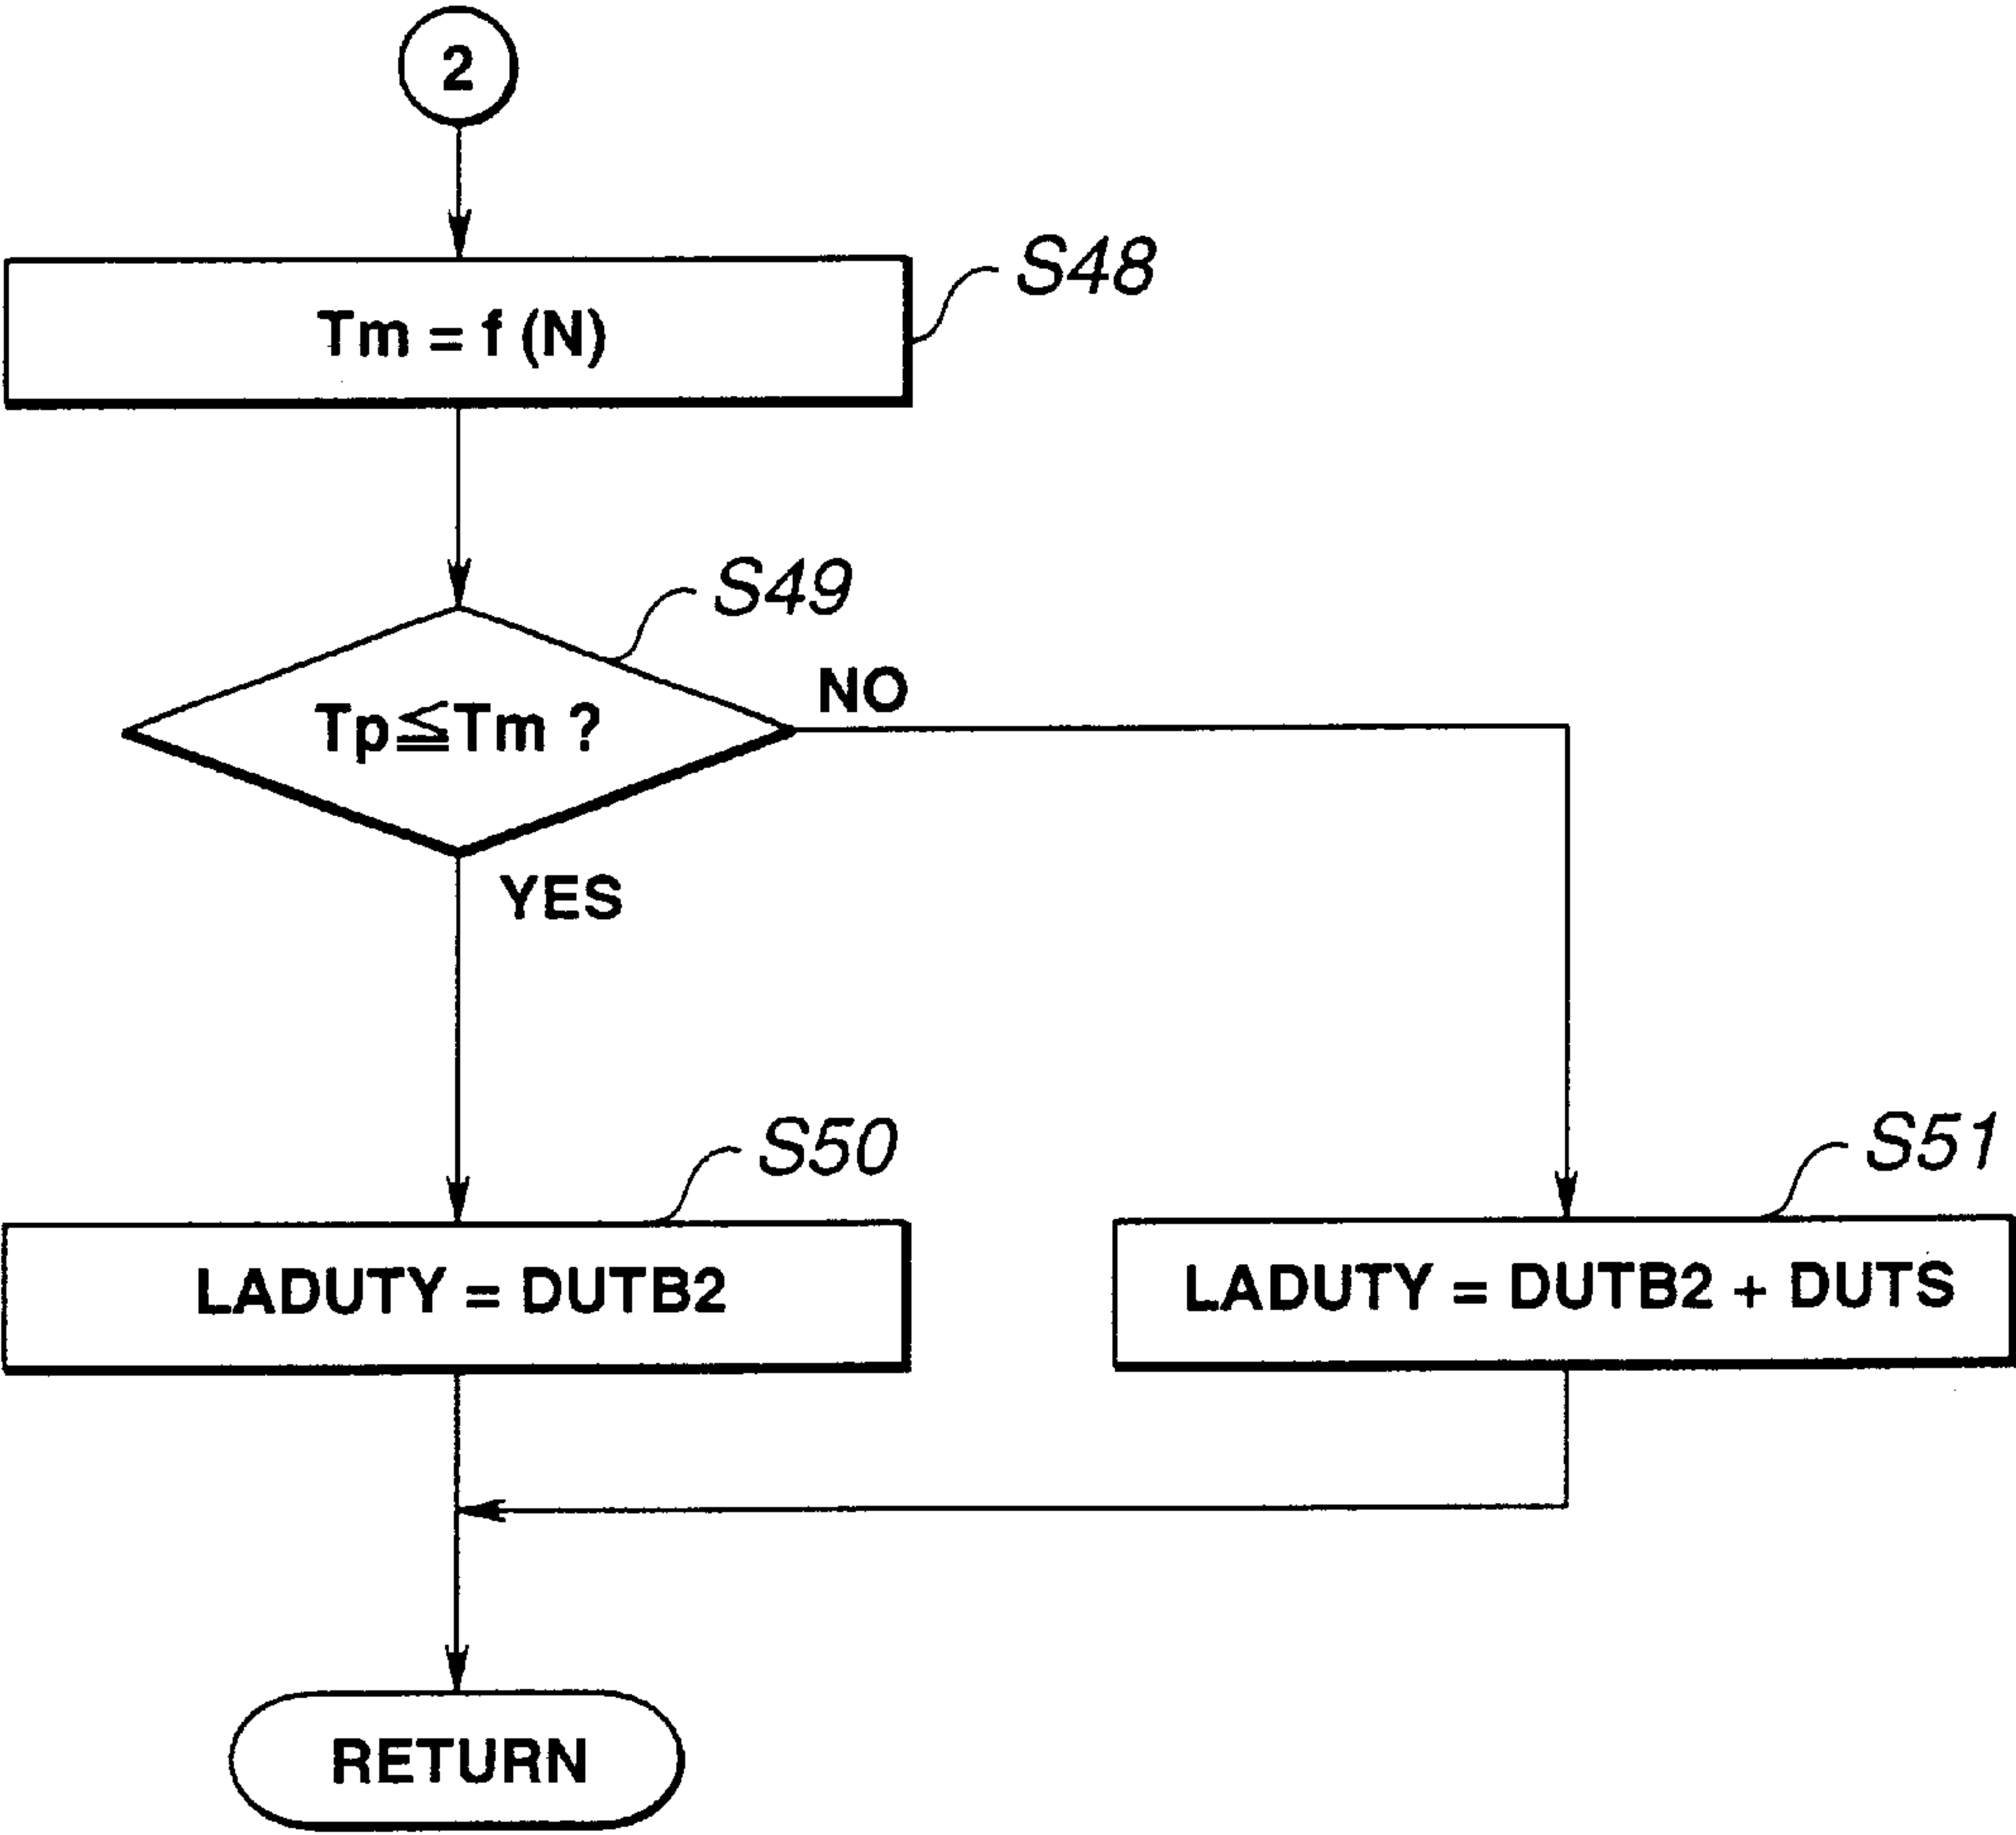 2
S48
Tm = f (N)
S49
NO
Tp≦Tm ?
YES
S50
S51
LADUTY = DUTB2
LADUTY = DUTB2 + DUTS
RETURN